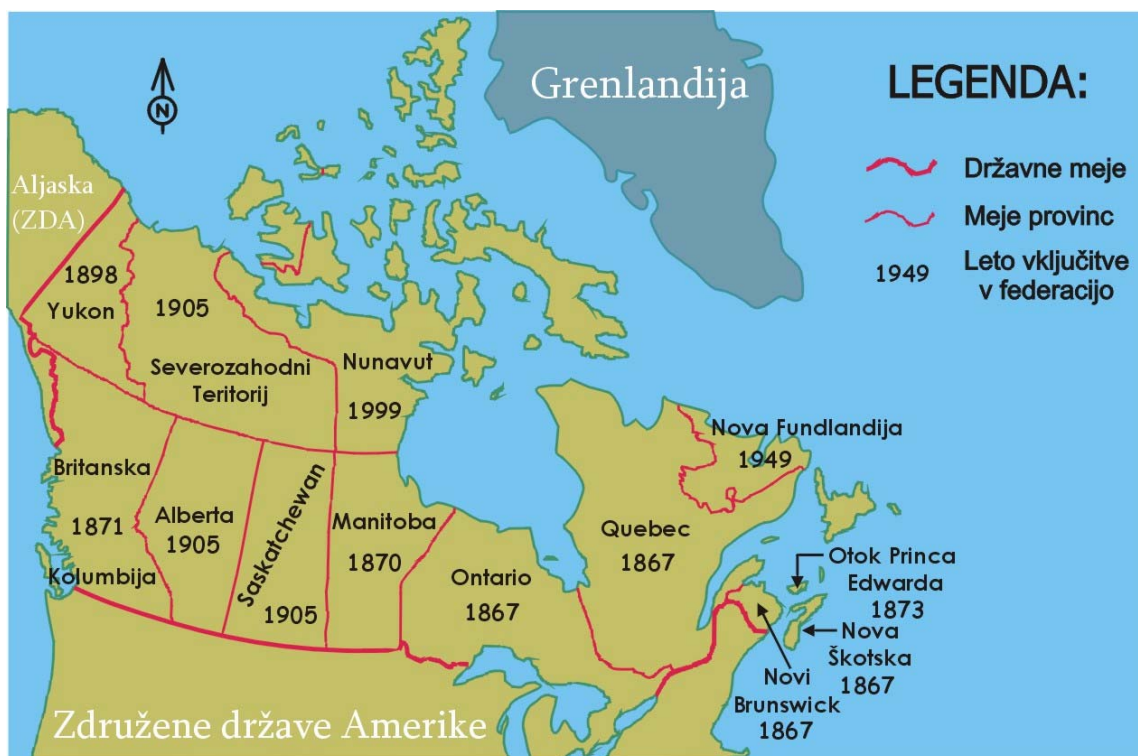 Grenlandija
LEGENDA:
Državne meje
Meje provinc
1949
Leto vključitve
v federacijo
N
Aljaska
(ZDA)
1898
Yukon
1905
Severozahodni
Teritorij
Nunavut
1999
Britanska
1871
Kolumbija
Alberta
1905
Saskatchewan
1905
Manitoba
1870
Ontario
1867
Quebec
1867
Nova Fundlandija
1949
Otok Princa
Edwarda
1873
Nova
Škotska
1867
Novi
Brunswick
1867
Združene države Amerike